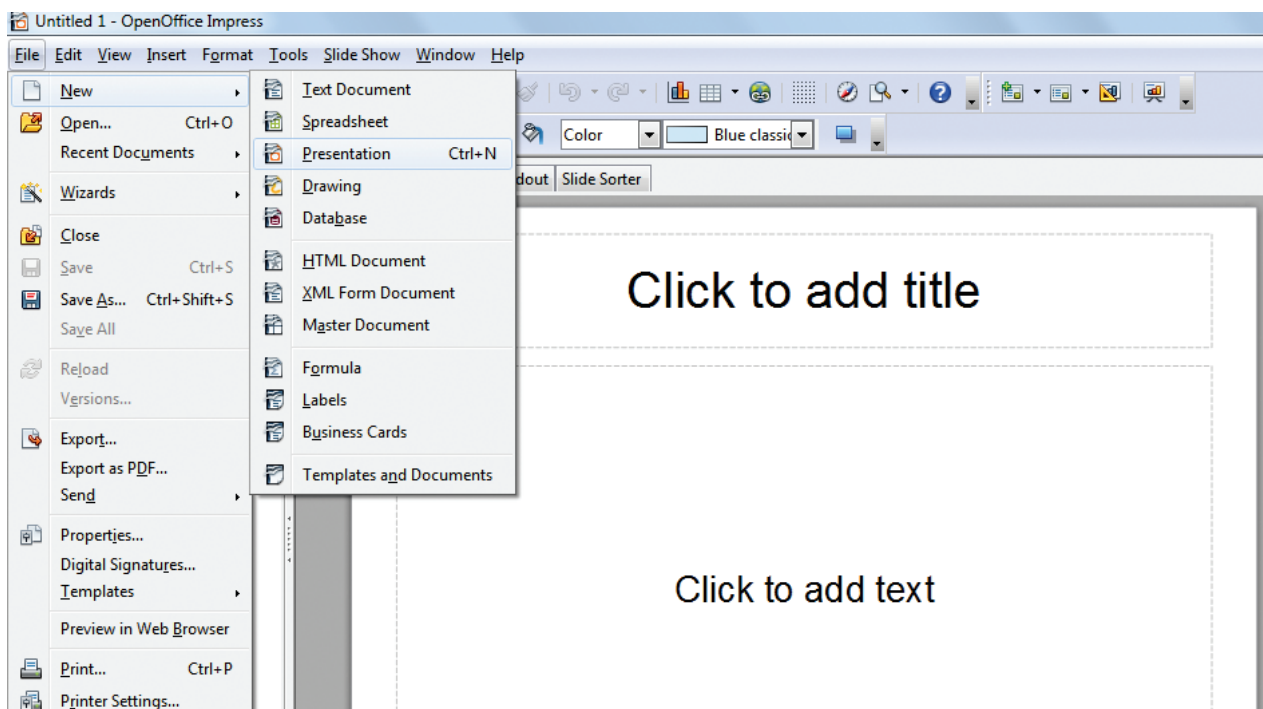 Untitled 1 - OpenOffice Impress
File Edit View Insert Format Tools Slide Show Window Help
New
Open... Ctrl+O
Recent Documents
Wizards
Close
Save Ctrl+S
Save As... Ctrl+Shift+S
Save All
Reload
Versions...
Export...
Export as PDF...
Send
Properties...
Digital Signatures...
Templates
Preview in Web Browser
Print... Ctrl+P
Printer Settings...
Text Document
Spreadsheet
Presentation Ctrl+N
Drawing
Database
HTML Document
XML Form Document
Master Document
Formula
Labels
Business Cards
Templates and Documents
Color Blue classic
dout Slide Sorter
Click to add title
Click to add text